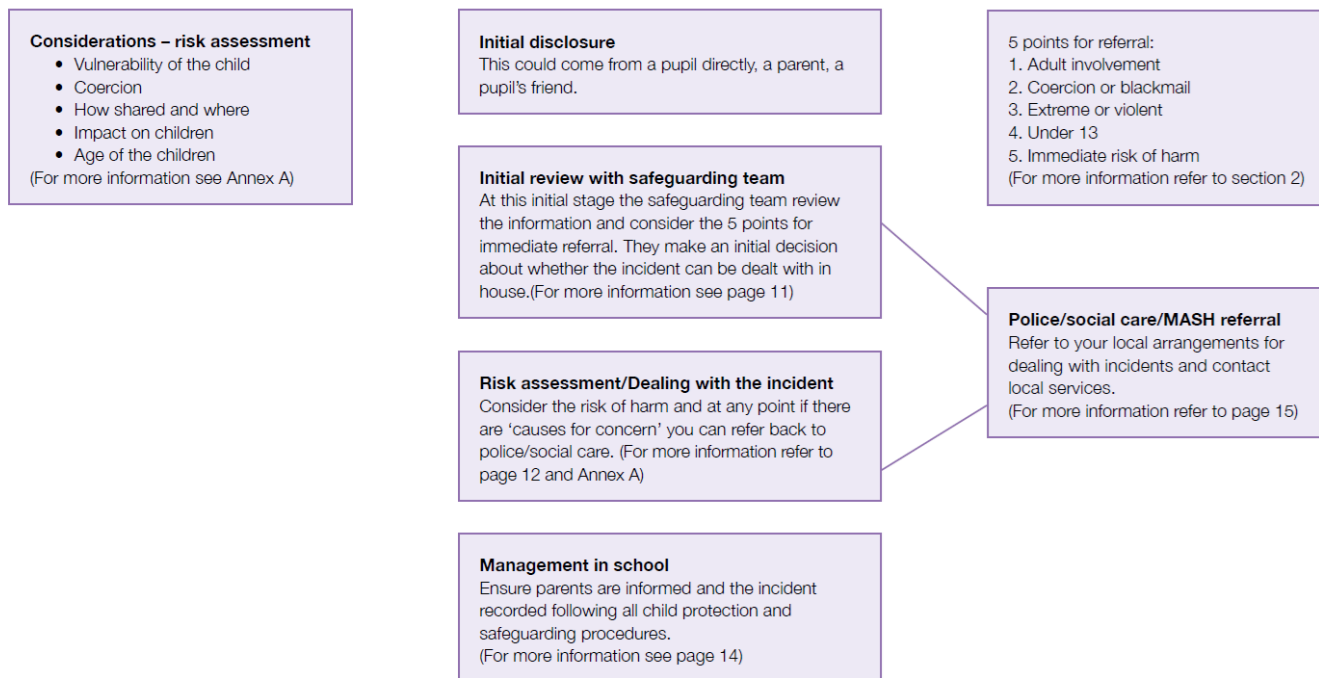 Considerations – risk assessment
• Vulnerability of the child
• Coercion
• How shared and where
• Impact on children
• Age of the children
(For more information see Annex A)
Initial disclosure
This could come from a pupil directly, a parent, a
pupil's friend.
5 points for referral:
1. Adult involvement
2. Coercion or blackmail
3. Extreme or violent
4. Under 13
5. Immediate risk of harm
(For more information refer to section 2)
Initial review with safeguarding team
At this initial stage the safeguarding team review
the information and consider the 5 points for
immediate referral. They make an initial decision
about whether the incident can be dealt with in
house.(For more information see page 11)
Police/social care/MASH referral
Refer to your local arrangements for
dealing with incidents and contact
local services.
(For more information refer to page 15)
Risk assessment/Dealing with the incident
Consider the risk of harm and at any point if there
are 'causes for concern' you can refer back to
police/social care. (For more information refer to
page 12 and Annex A)
Management in school
Ensure parents are informed and the incident
recorded following all child protection and
safeguarding procedures.
(For more information see page 14)